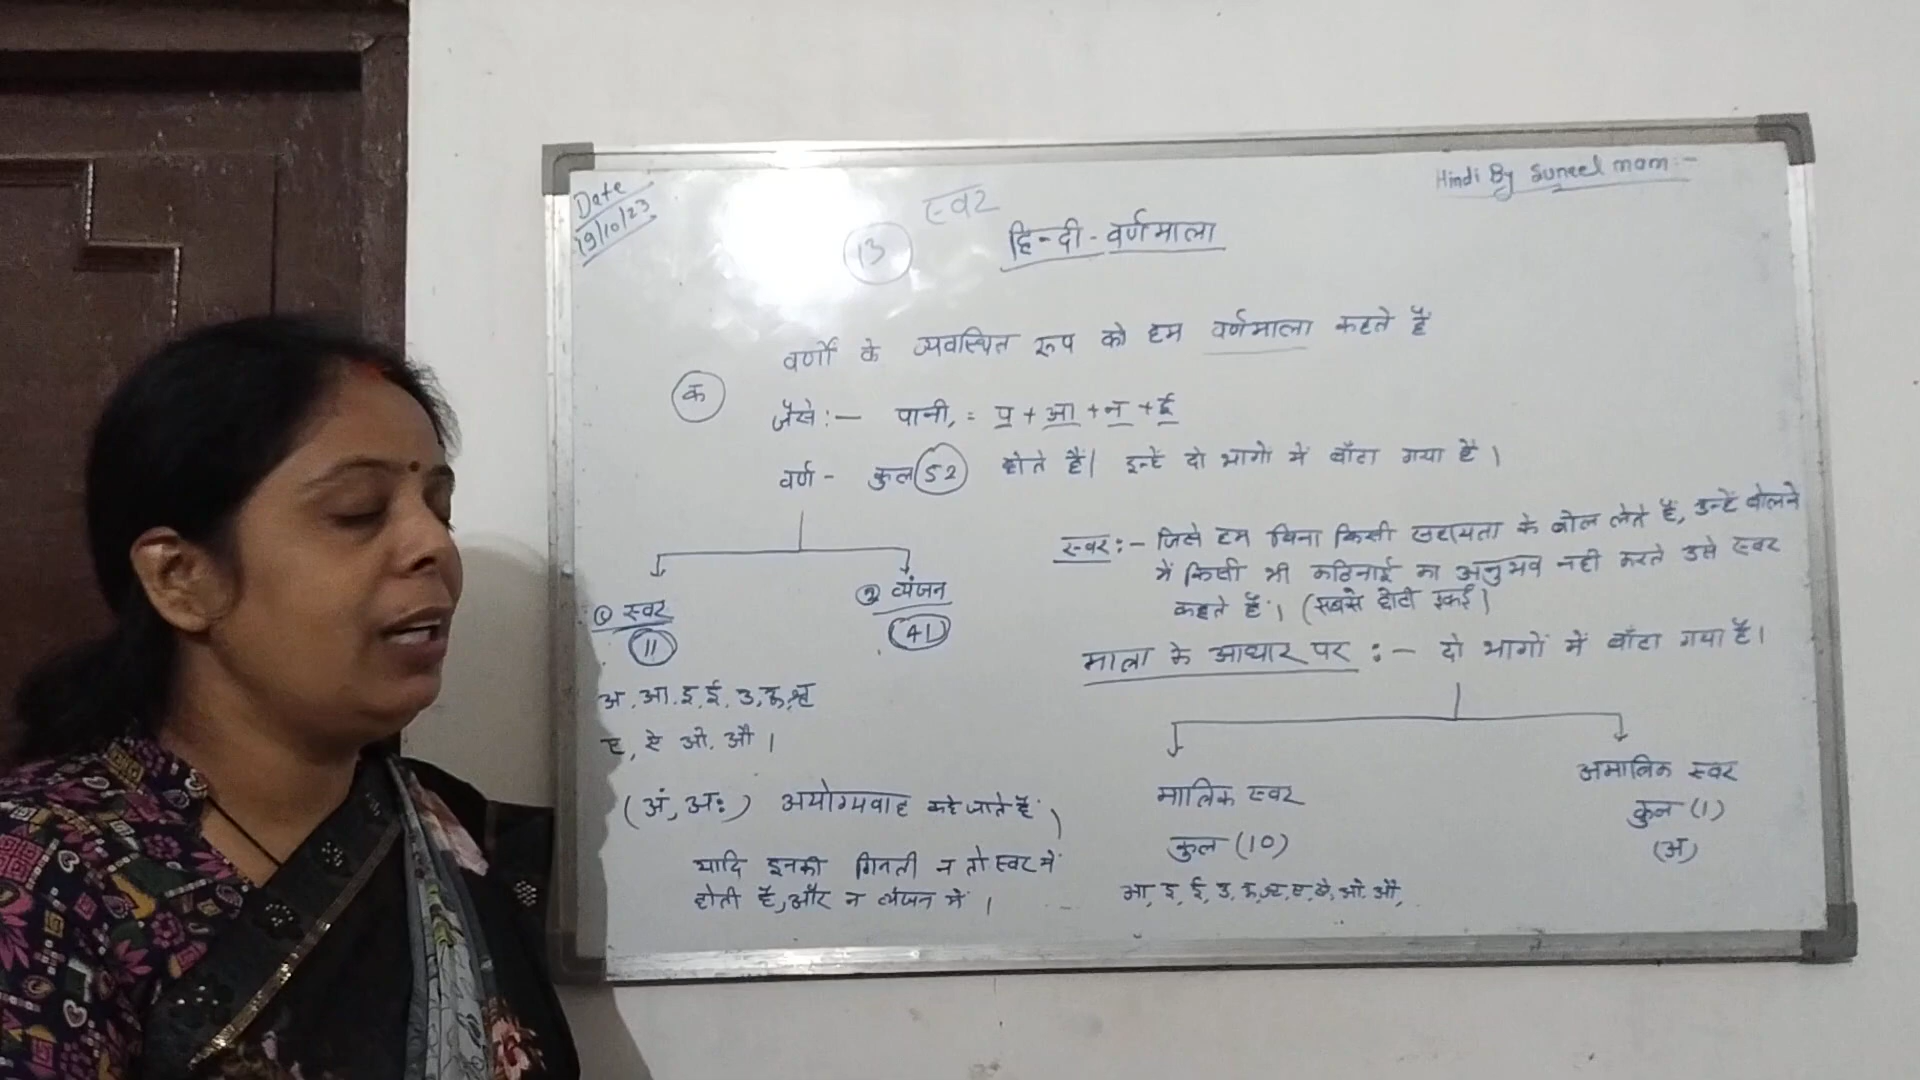 Date
19/10/23
Hindi By Suneel mam:-
स्वर
13
हिन्दी-वर्णमाला
वर्णों के व्यवस्थित रूप को हम वर्णमाला कहते हैं
क
जैसे:- पानी, = प + आ + न + ई
वर्ण - कुल 52 होते हैं। इन्हें दो भागों में बाँटा गया है।
① स्वर
11
② व्यंजन
41
अ, आ, इ, ई, उ, ऊ, ऋ
ए, ऐ ओ, औ।
(अं, अः) अयोग्यवाह कहे जाते हैं।
यादि इनकी गिनती न तो स्वर में
होती है, और न व्यंजन में।
स्वर:- जिसे हम बिना किसी सहायता के बोल लेते हैं, उन्हें बोलने
में किसी भी कठिनाई का अनुभव नही करते उसे स्वर
कहते हैं। (सबसे छोटी इकई)
मात्रा के आधार पर:- दो भागों में बाँटा गया है।
मात्रिक स्वर
कुल (10)
आ, इ, ई, उ, ऊ, ऋ, ए, ऐ, ओ, औ,
अमात्रिक स्वर
कुल (1)
(अ)